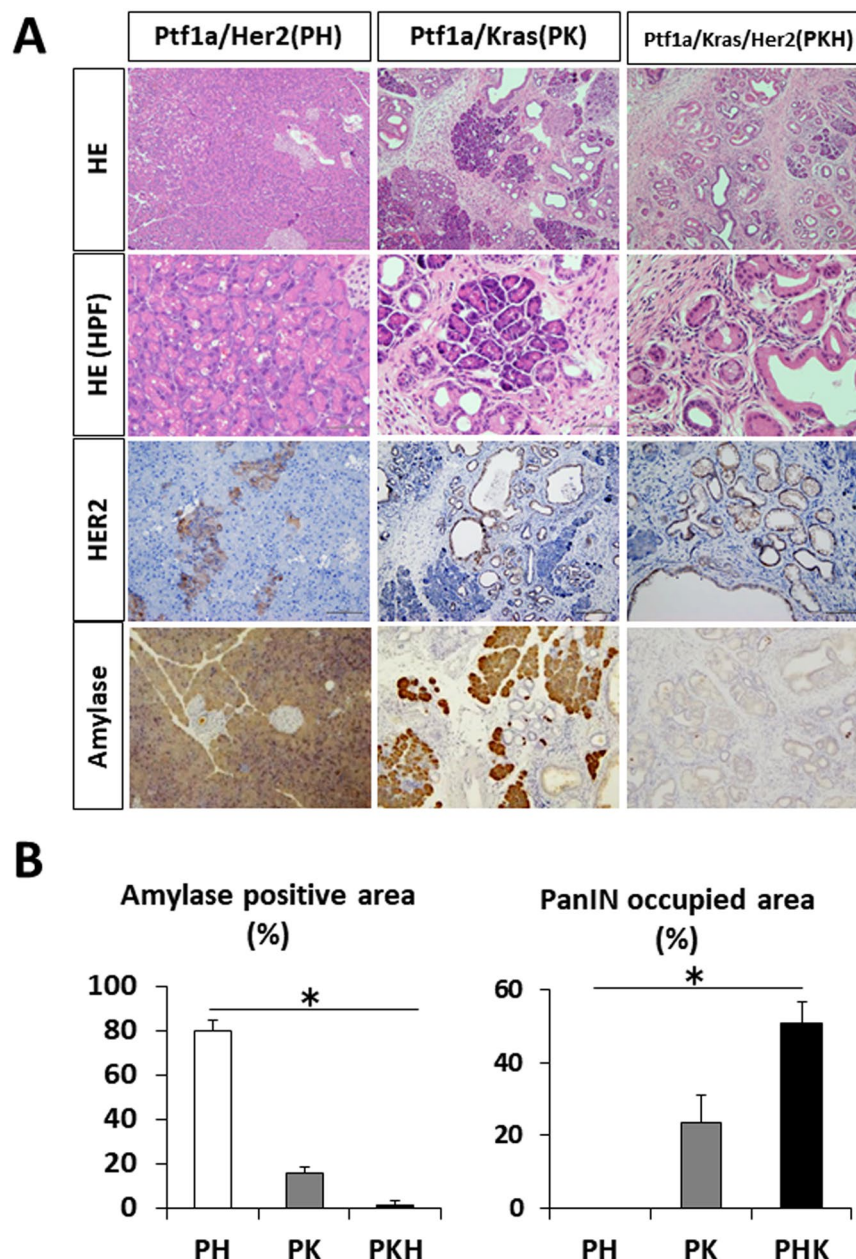 A
Ptf1a/Her2(PH)
Ptf1a/Kras(PK)
Ptf1a/Kras/Her2(PKH)
HE
HE (HPF)
HER2
Amylase
B
Amylase positive area
(%)
100
80
60
40
20
0
*
PH
PK
PKH
PanIN occupied area
(%)
60
40
20
0
*
PH
PK
PHK